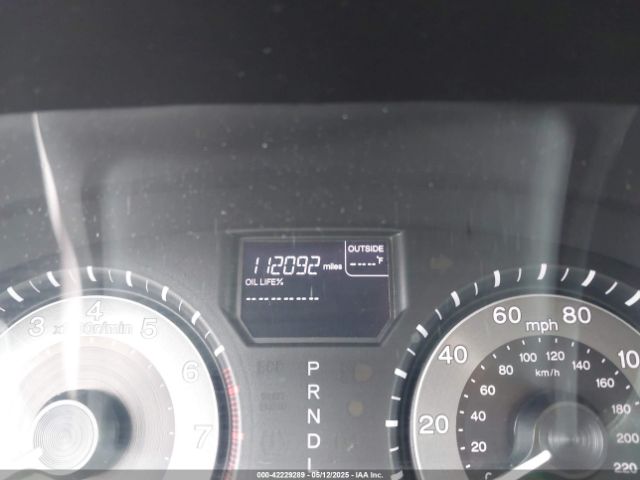 OUTSIDE
112092 miles
----°F
OIL LIFE%
----------
3 4 5 6 7
x1000r/min
P
R
N
D
L
20 40 60 80
mph
20 40 60 80 100 120 140 160 180 200 220
km/h
000-42229289 - 05/12/2025 - IAA, Inc.